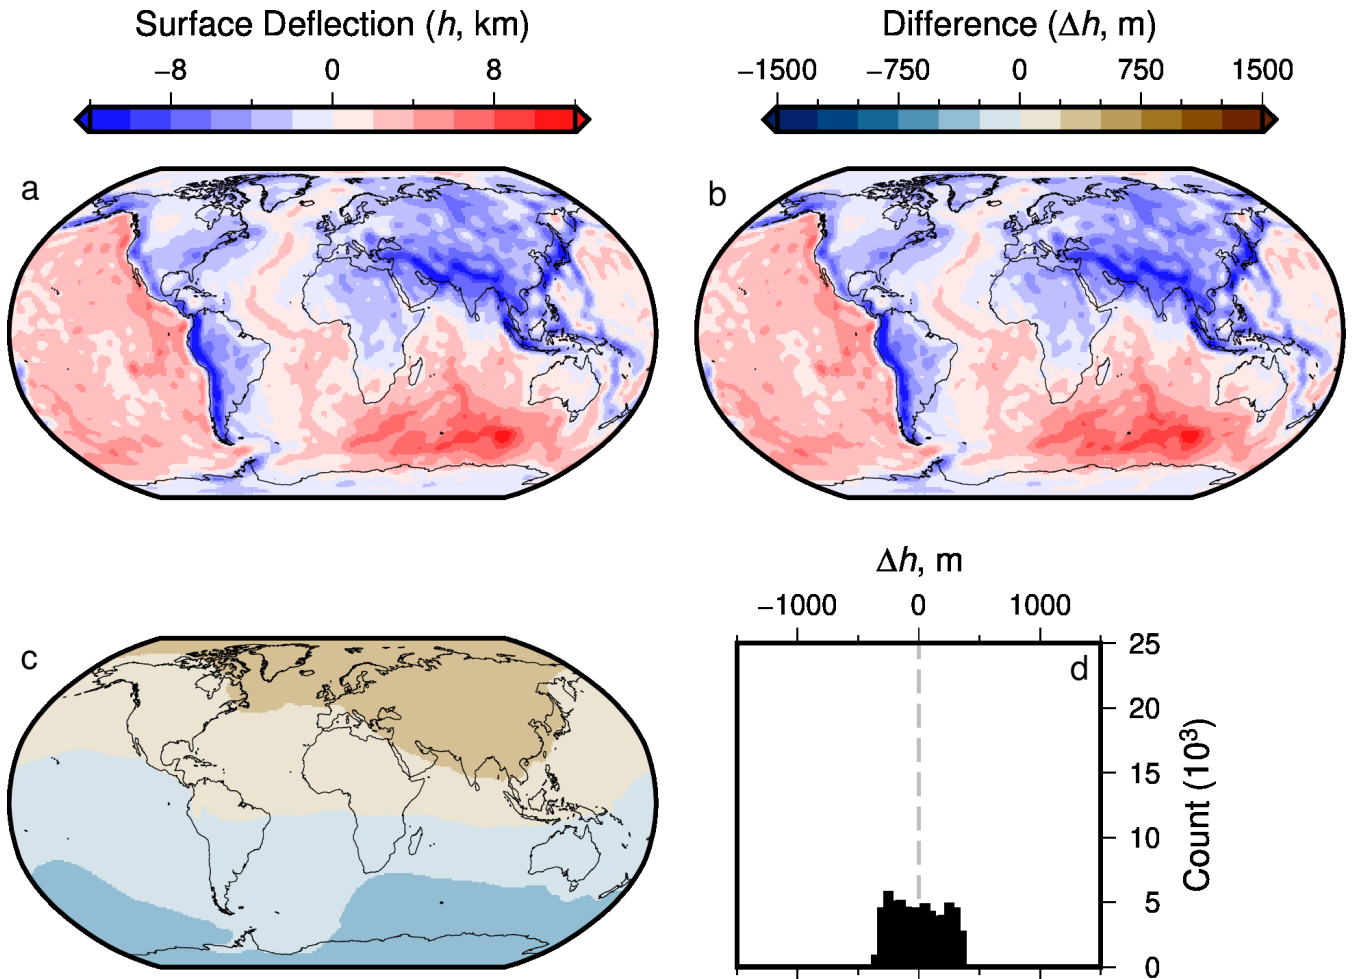 Surface Deflection (h, km)
−8 0 8
Difference (Δh, m)
−1500 −750 0 750 1500
a
b
c
Δh, m
−1000 0 1000
d
25
20
15
10
5
0
Count (10³)